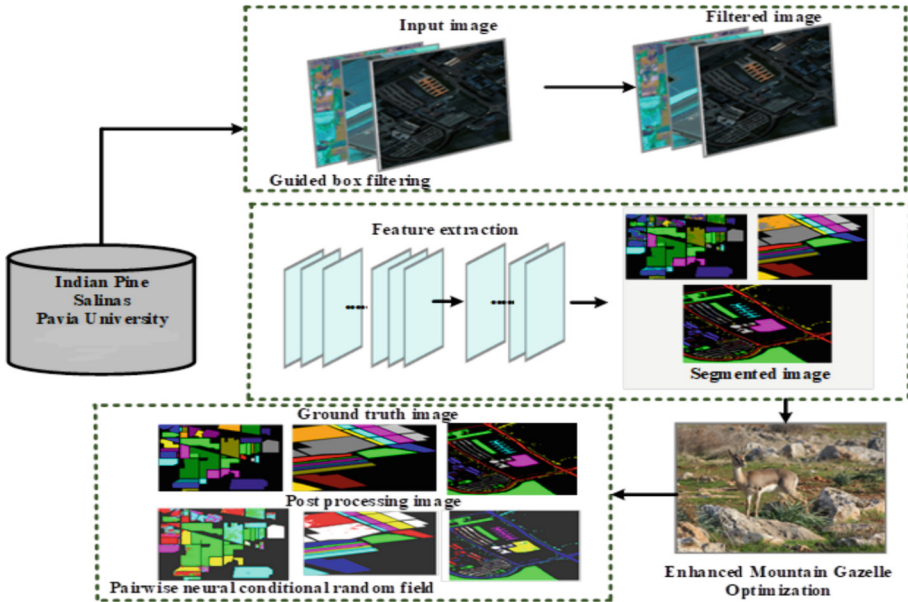 Input image
Filtered image
Guided box filtering
Feature extraction
Indian Pine
Salinas
Pavia University
Segmented image
Ground truth image
Post processing image
Pairwise neural conditional random field
Enhanced Mountain Gazelle
Optimization